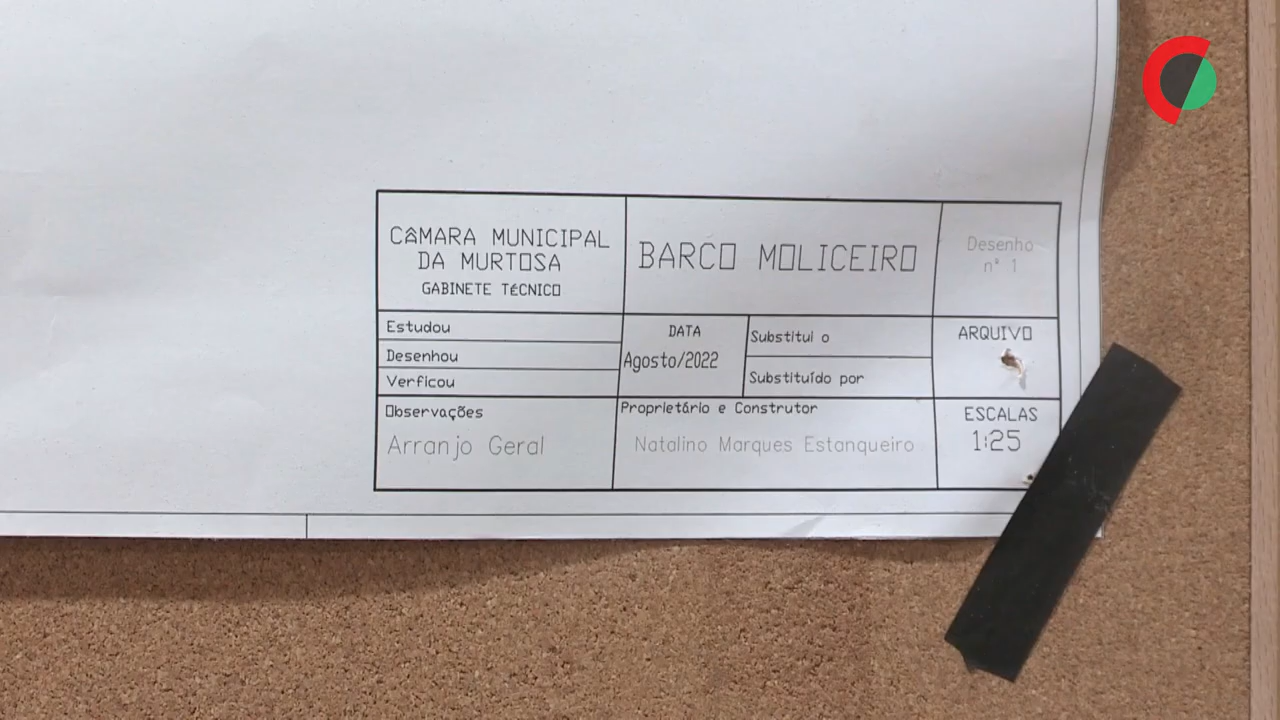 CÂMARA MUNICIPAL
DA MURTOSA
GABINETE TÉCNICO
BARCO MOLICEIRO
Desenho
nº 1
Estudou
Desenhou
Verificou
DATA
Agosto/2022
Substitui o
Substituído por
ARQUIVO
Observações
Arranjo Geral
Proprietário e Construtor
Natalino Marques Estanqueiro
ESCALAS
1:25